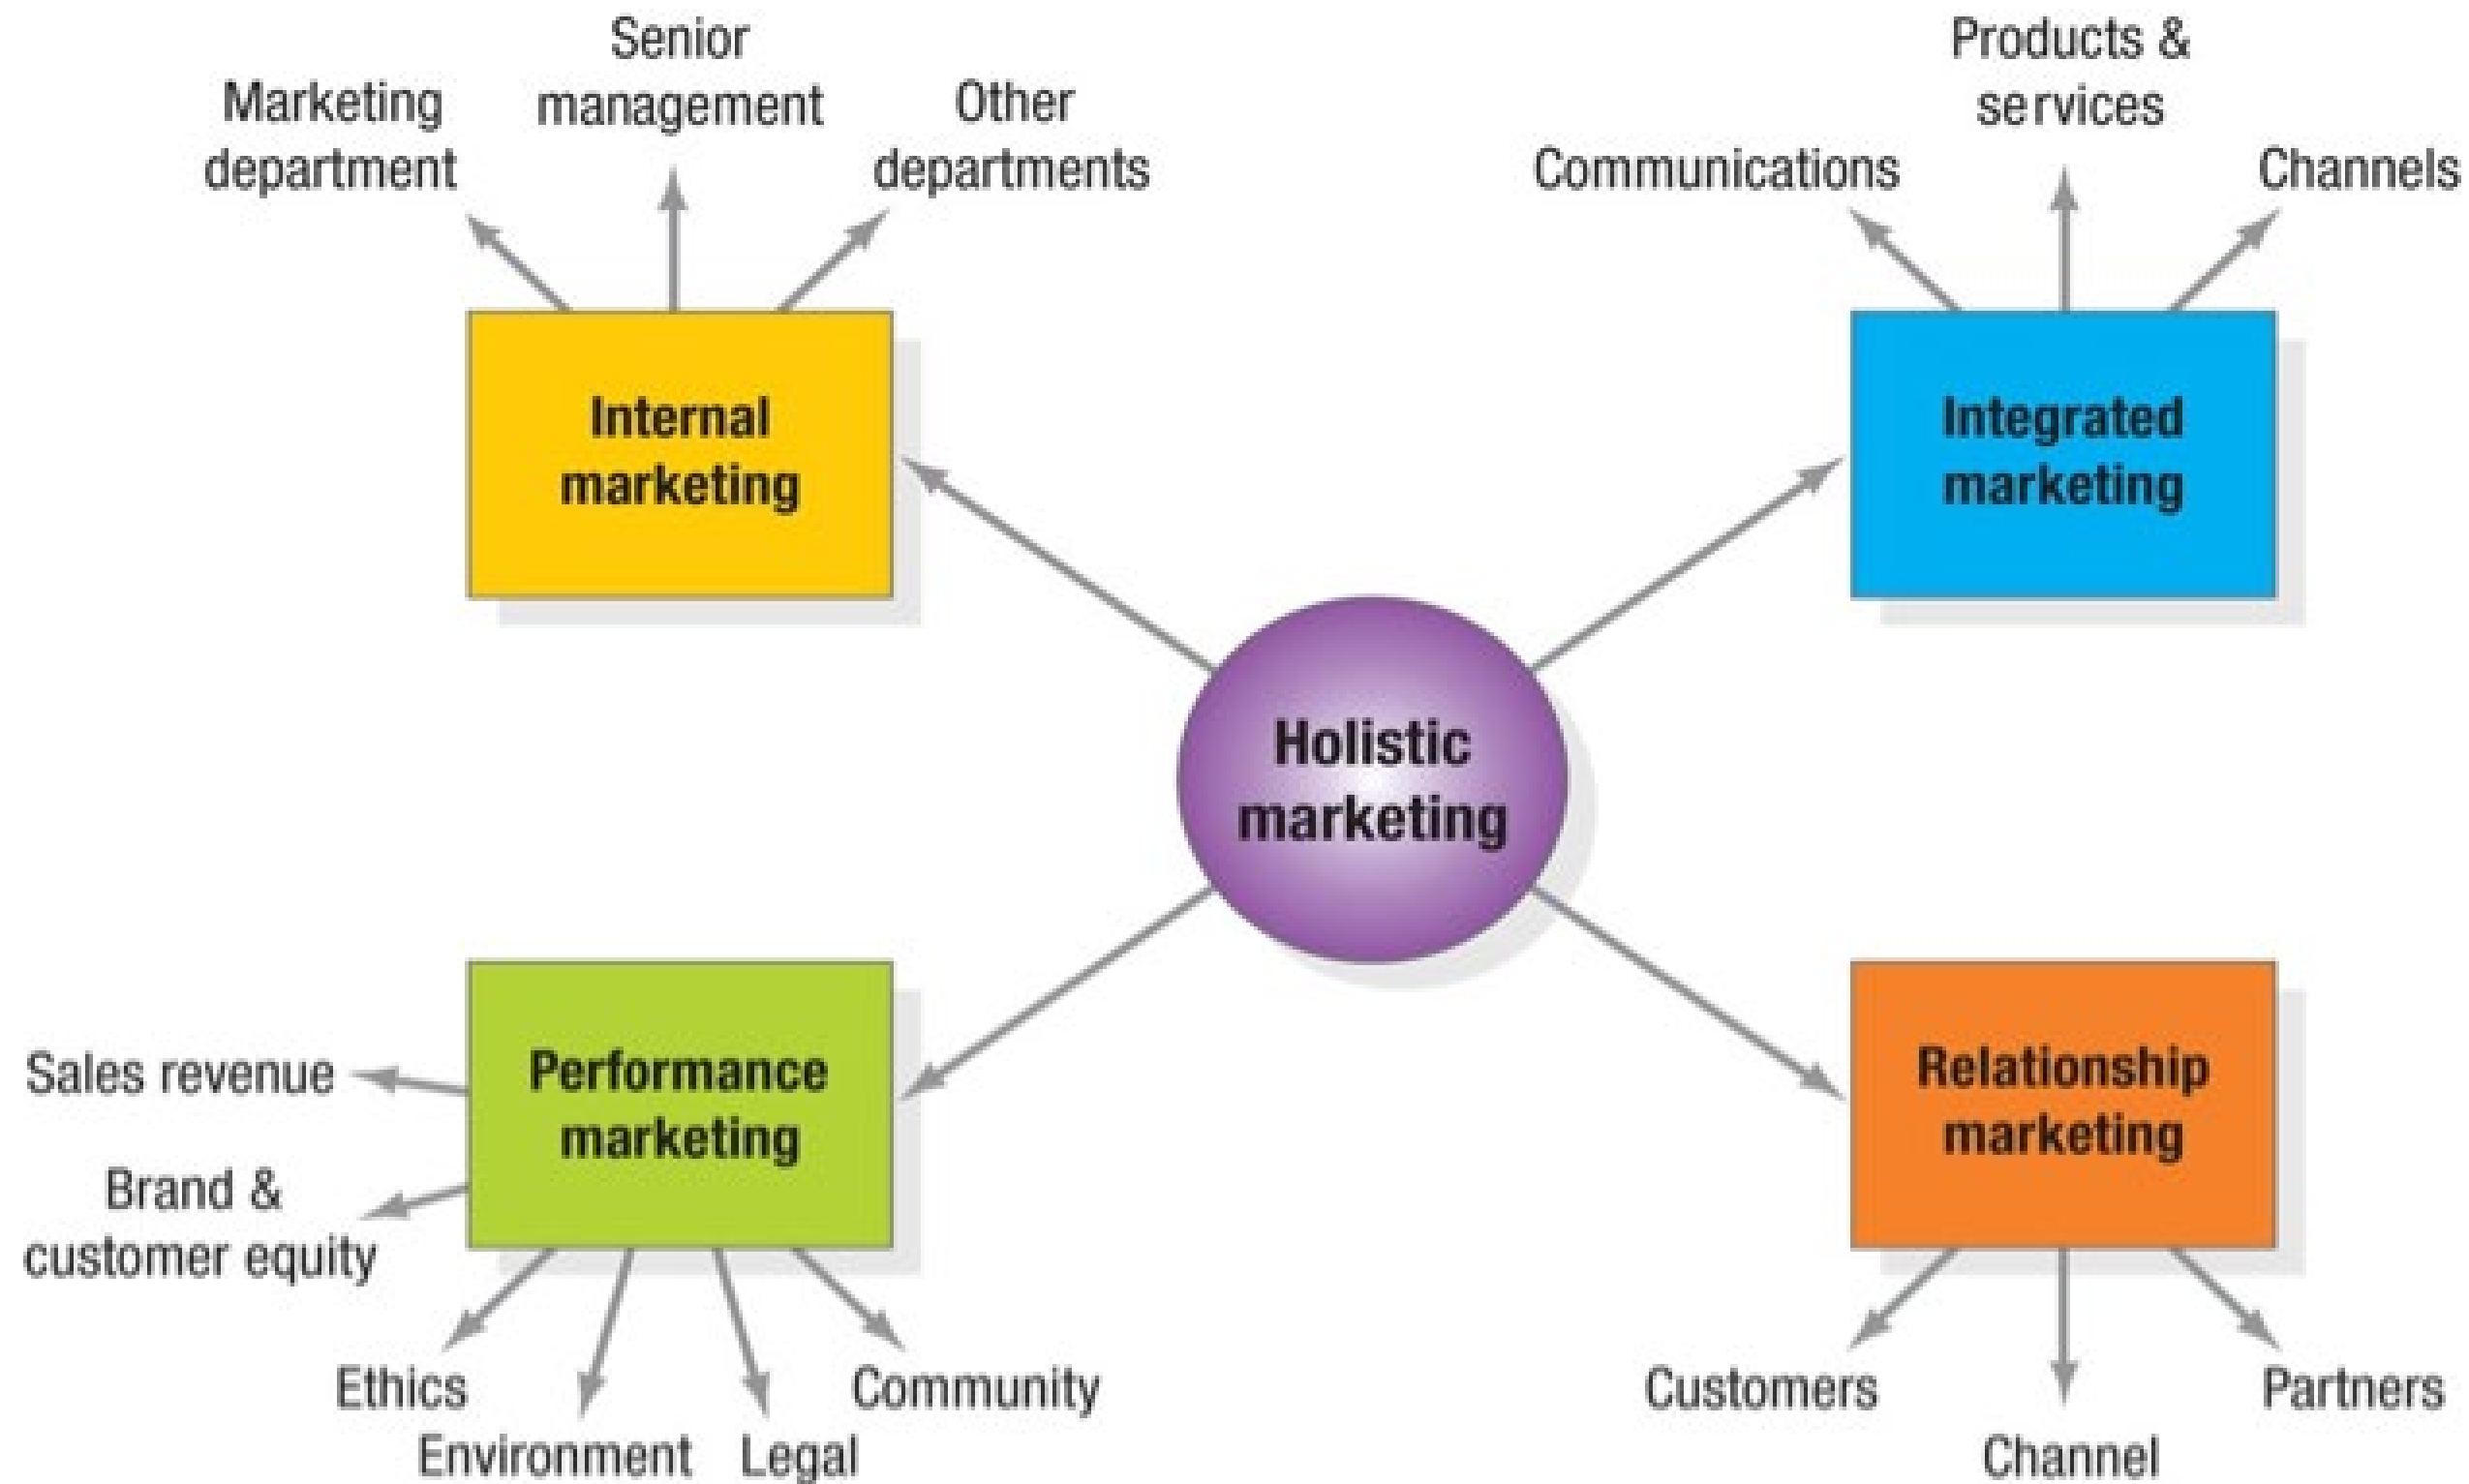 Senior
management
Marketing
department
Other
departments
Products &
services
Communications
Channels
Internal
marketing
Integrated
marketing
Holistic
marketing
Performance
marketing
Relationship
marketing
Sales revenue
Brand &
customer equity
Ethics
Environment
Legal
Community
Customers
Channel
Partners